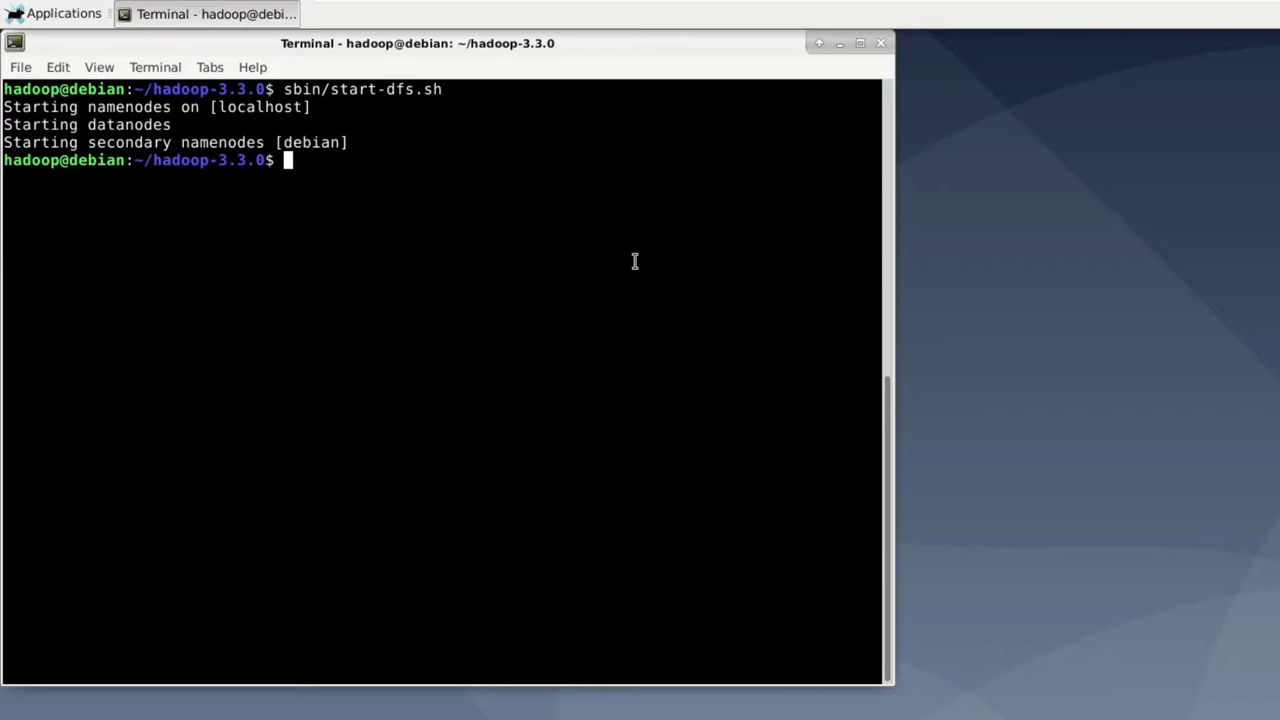 Applications
Terminal - hadoop@debi...
Terminal - hadoop@debian: ~/hadoop-3.3.0
File Edit View Terminal Tabs Help
hadoop@debian:~/hadoop-3.3.0$ sbin/start-dfs.sh
Starting namenodes on [localhost]
Starting datanodes
Starting secondary namenodes [debian]
hadoop@debian:~/hadoop-3.3.0$